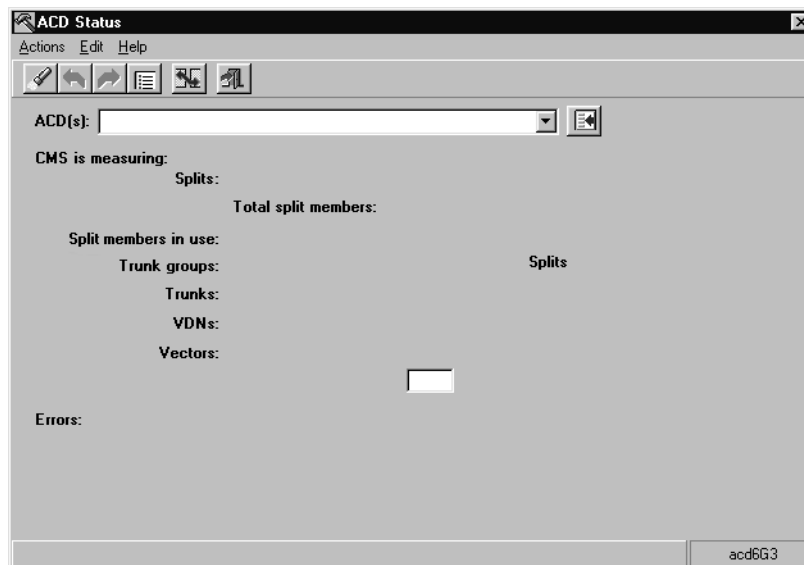 ACD Status
Actions Edit Help
ACD(s):
CMS is measuring:
Splits:
Total split members:
Split members in use:
Trunk groups:
Splits
Trunks:
VDNs:
Vectors:
Errors:
acd6G3